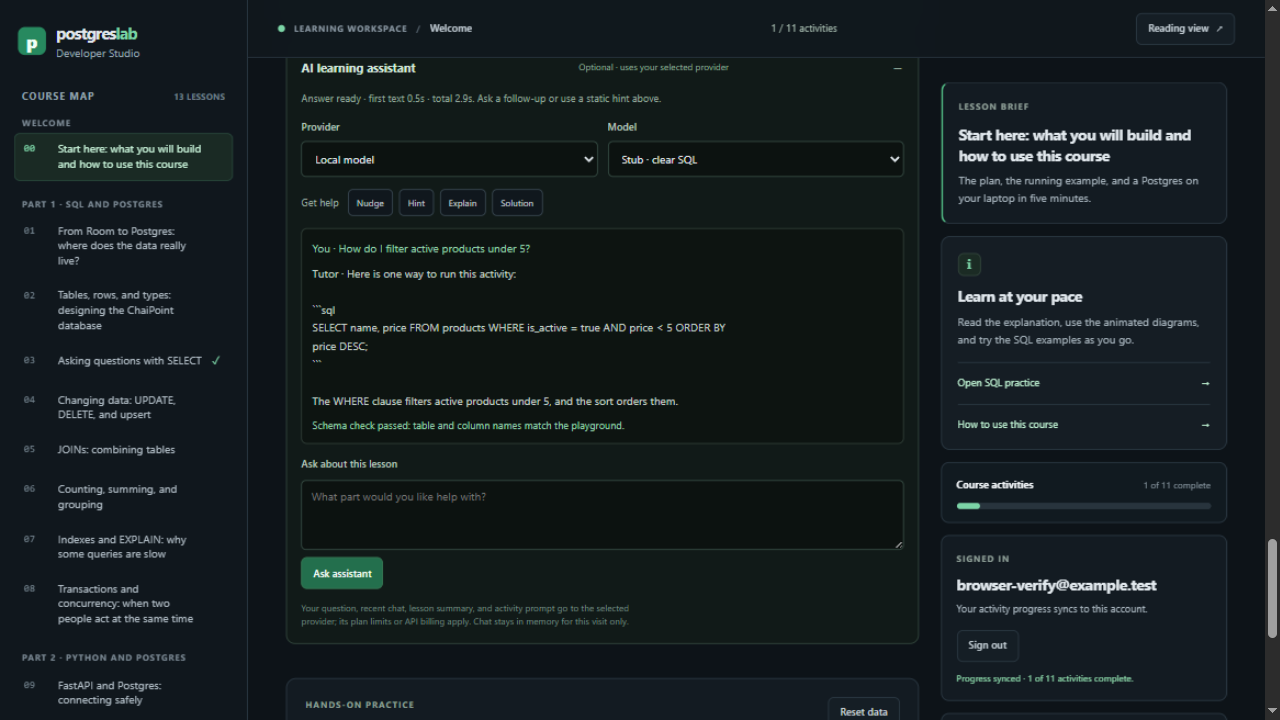 postgreslab
Developer Studio
COURSE MAP
13 LESSONS
WELCOME
00
Start here: what you will build
and how to use this course
PART 1 · SQL AND POSTGRES
01
From Room to Postgres:
where does the data really
live?
02
Tables, rows, and types:
designing the ChaiPoint
database
03
Asking questions with SELECT ✓
04
Changing data: UPDATE,
DELETE, and upsert
05
JOINs: combining tables
06
Counting, summing, and
grouping
07
Indexes and EXPLAIN: why
some queries are slow
08
Transactions and
concurrency: when two
people act at the same time
PART 2 · PYTHON AND POSTGRES
09
FastAPI and Postgres:
connecting safely
LEARNING WORKSPACE / Welcome
1 / 11 activities
Reading view ↗
AI learning assistant
Optional · uses your selected provider
−
Answer ready · first text 0.5s · total 2.9s. Ask a follow-up or use a static hint above.
Provider
Model
Local model
Stub · clear SQL
Get help
Nudge
Hint
Explain
Solution
You · How do I filter active products under 5?
Tutor · Here is one way to run this activity:
```sql
SELECT name, price FROM products WHERE is_active = true AND price < 5 ORDER BY
price DESC;
```
The WHERE clause filters active products under 5, and the sort orders them.
Schema check passed: table and column names match the playground.
Ask about this lesson
What part would you like help with?
Ask assistant
Your question, recent chat, lesson summary, and activity prompt go to the selected
provider; its plan limits or API billing apply. Chat stays in memory for this visit only.
HANDS-ON PRACTICE
Reset data
LESSON BRIEF
Start here: what you will build and
how to use this course
The plan, the running example, and a Postgres on
your laptop in five minutes.
i
Learn at your pace
Read the explanation, use the animated diagrams,
and try the SQL examples as you go.
Open SQL practice →
How to use this course →
Course activities
1 of 11 complete
SIGNED IN
browser-verify@example.test
Your activity progress syncs to this account.
Sign out
Progress synced · 1 of 11 activities complete.